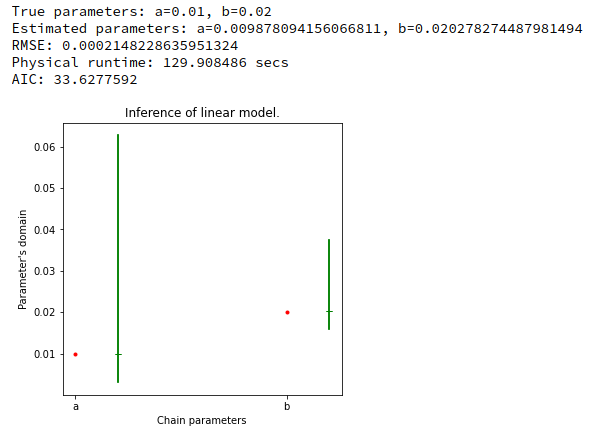 True parameters: a=0.01, b=0.02
Estimated parameters: a=0.009878094156066811, b=0.020278274487981494
RMSE: 0.0002148228635951324
Physical runtime: 129.908486 secs
AIC: 33.6277592
Inference of linear model.
0.06
0.05
0.04
0.03
0.02
0.01
Parameter's domain
a
b
Chain parameters